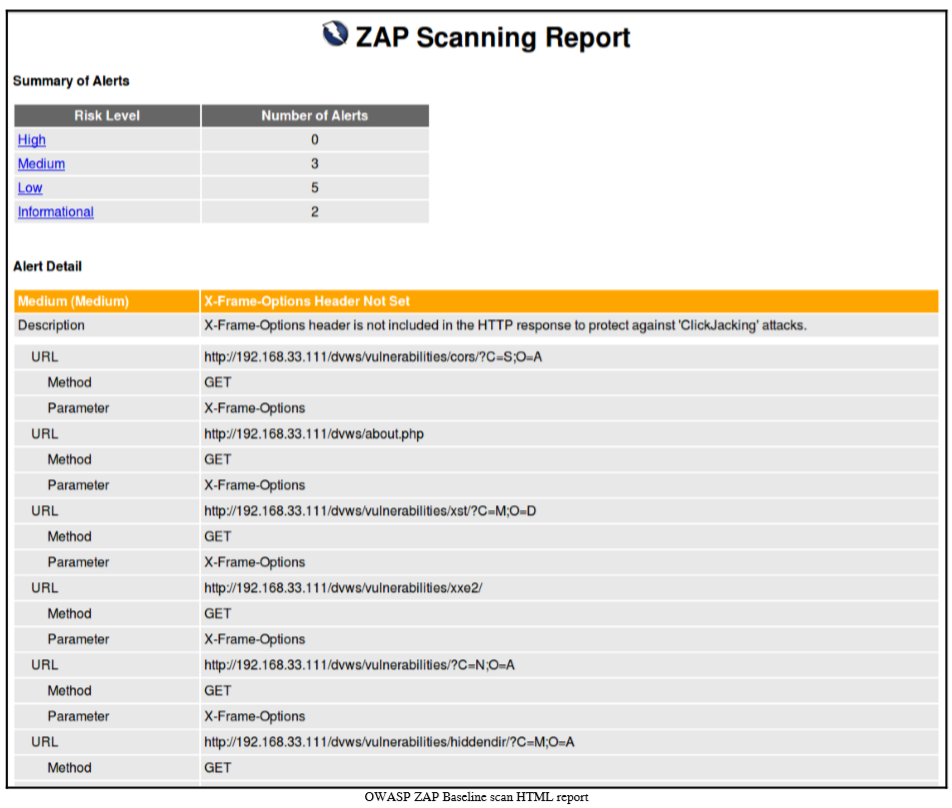 ZAP Scanning Report
Summary of Alerts
Risk Level Number of Alerts
High 0
Medium 3
Low 5
Informational 2
Alert Detail
Medium (Medium) X-Frame-Options Header Not Set
Description X-Frame-Options header is not included in the HTTP response to protect against 'ClickJacking' attacks.
URL http://192.168.33.111/dvws/vulnerabilities/cors/?C=S;O=A
Method GET
Parameter X-Frame-Options
URL http://192.168.33.111/dvws/about.php
Method GET
Parameter X-Frame-Options
URL http://192.168.33.111/dvws/vulnerabilities/xst/?C=M;O=D
Method GET
Parameter X-Frame-Options
URL http://192.168.33.111/dvws/vulnerabilities/xxe2/
Method GET
Parameter X-Frame-Options
URL http://192.168.33.111/dvws/vulnerabilities/?C=N;O=A
Method GET
Parameter X-Frame-Options
URL http://192.168.33.111/dvws/vulnerabilities/hiddendir/?C=M;O=A
Method GET
OWASP ZAP Baseline scan HTML report